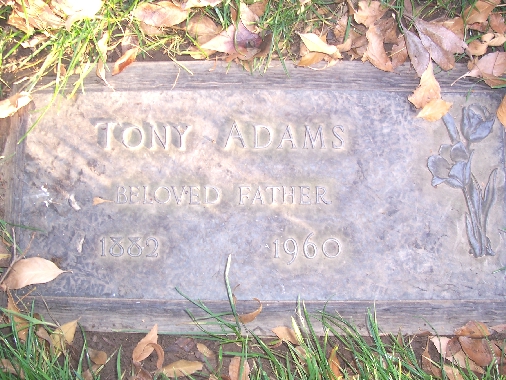 TONY ADAMS
BELOVED FATHER
1882 1960